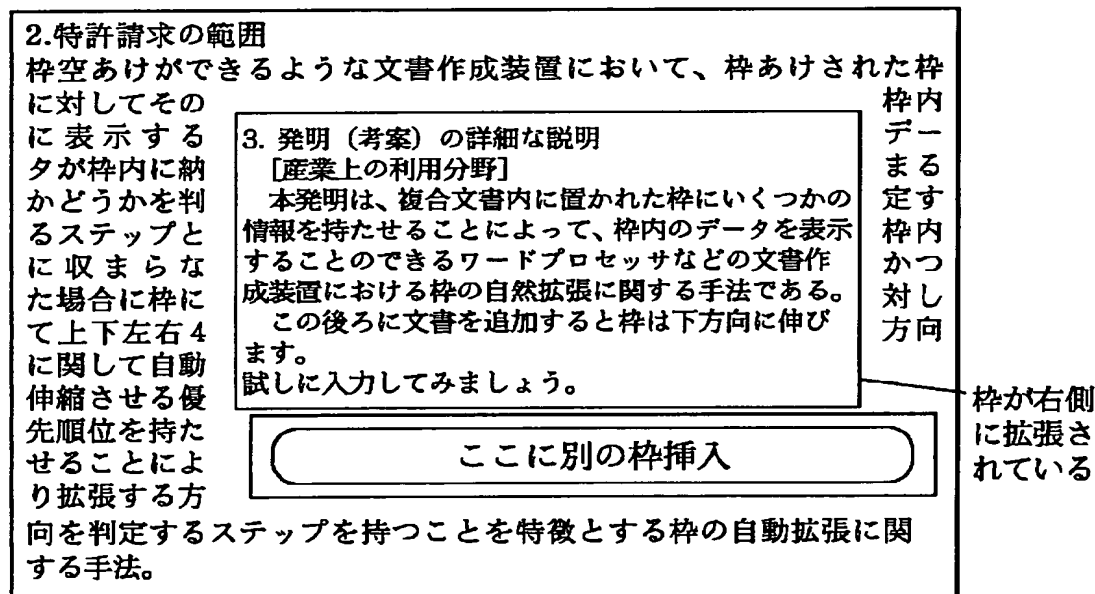 2.特許請求の範囲
枠空あけができるような文書作成装置において、枠あけされた枠
に対してその 枠内
に表示する デー
タが枠内に納 まる
かどうかを判 定す
るステップと 枠内
に収まらな かつ
た場合に枠に 対し
て上下左右4 方向
に関して自動
伸縮させる優
先順位を持た
せることによ
り拡張する方
向を判定するステップを持つことを特徴とする枠の自動拡張に関
する手法。
3. 発明（考案）の詳細な説明
[産業上の利用分野]
本発明は、複合文書内に置かれた枠にいくつかの
情報を持たせることによって、枠内のデータを表示
することのできるワードプロセッサなどの文書作
成装置における枠の自然拡張に関する手法である。
この後ろに文書を追加すると枠は下方向に伸び
ます。
試しに入力してみましょう。
ここに別の枠挿入
枠が右側
に拡張さ
れている